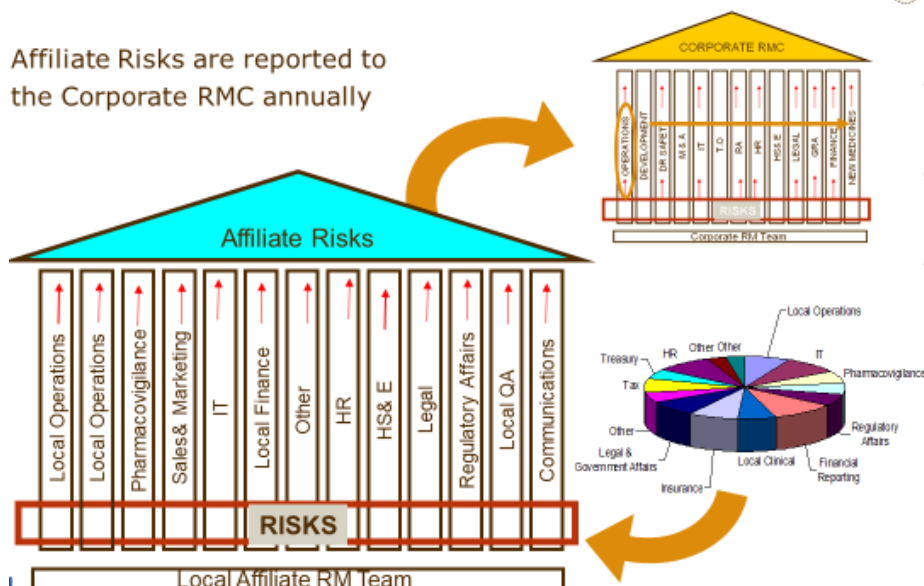 Affiliate Risks are reported to
the Corporate RMC annually
CORPORATE RMC
OPERATIONS
DEVELOPMENT
DR SAFETY
M & A
IT
T.O
RA
HR
HS& E
LEGAL
GRA
FINANCE
NEW MEDICINES
RISKS
Corporate RM Team
Affiliate Risks
Local Operations
Local Operations
Pharmacovigilance
Sales& Marketing
IT
Local Finance
Other
HR
HS& E
Legal
Regulatory Affairs
Local QA
Communications
RISKS
Local Affiliate RM Team
Local Operations
IT
Pharmacovigilance
Regulatory
Affairs
Financial
Reporting
Local Clinical
Insurance
Legal &
Government Affairs
Other
Tax
Treasury
HR
Other Other